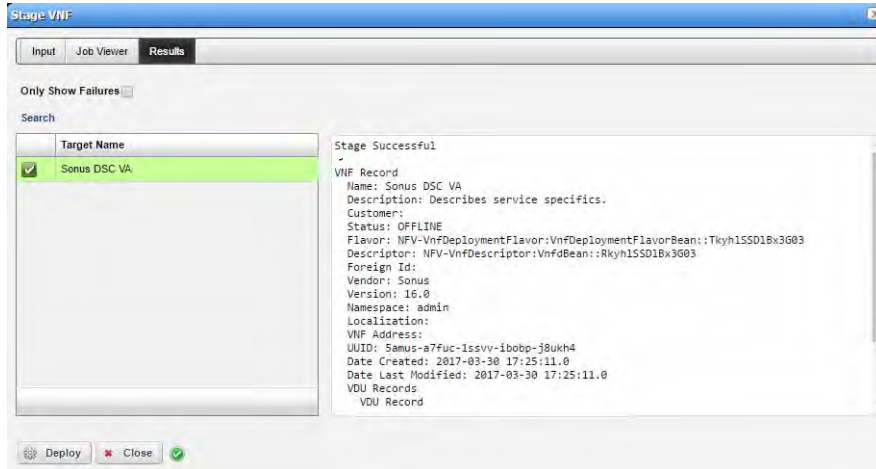 Stage VNF
Input Job Viewer Results
Only Show Failures
Search
Target Name
Sonus DSC VA
Stage Successful
-
VNF Record
Name: Sonus DSC VA
Description: Describes service specifics.
Customer:
Status: OFFLINE
Flavor: NFV-VnfDeploymentFlavor:VnfDeploymentFlavorBean::Tkyh1SSD1Bx3G03
Descriptor: NFV-VnfDescriptor:VnfdBean::Rkyh1SSD1Bx3G03
Foreign Id:
Vendor: Sonus
Version: 16.0
Namespace: admin
Localization:
VNF Address:
UUID: 5amus-a7fuc-1ssvv-ibobp-j8ukh4
Date Created: 2017-03-30 17:25:11.0
Date Last Modified: 2017-03-30 17:25:11.0
VDU Records
VDU Record
Deploy Close